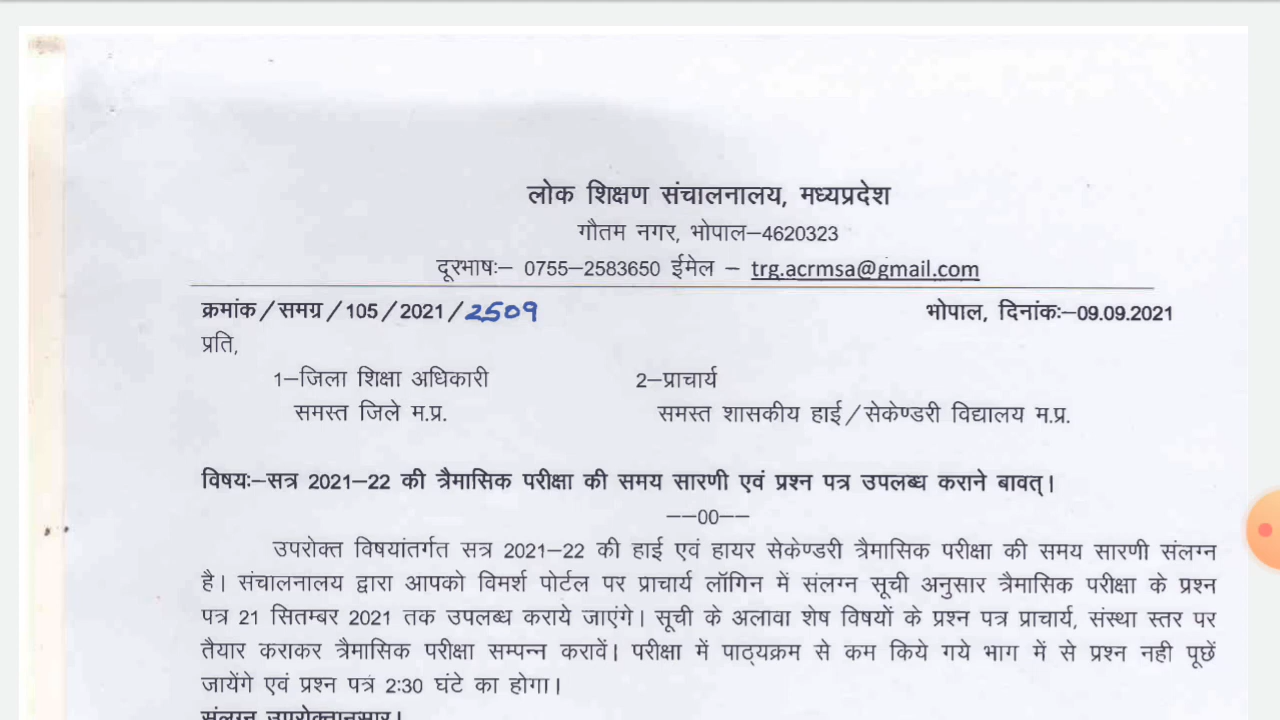 लोक शिक्षण संचालनालय, मध्यप्रदेश
गौतम नगर, भोपाल–4620323
दूरभाषः– 0755–2583650 ईमेल – trg.acrmsa@gmail.com
क्रमांक/समग्र/105/2021/2509 भोपाल, दिनांकः–09.09.2021
प्रति,
1–जिला शिक्षा अधिकारी 2–प्राचार्य
समस्त जिले म.प्र. समस्त शासकीय हाई/सेकेण्डरी विद्यालय म.प्र.
विषयः–सत्र 2021–22 की त्रैमासिक परीक्षा की समय सारणी एवं प्रश्न पत्र उपलब्ध कराने बावत्।
––00––
उपरोक्त विषयांतर्गत सत्र 2021–22 की हाई एवं हायर सेकेण्डरी त्रैमासिक परीक्षा की समय सारणी संलग्न
है। संचालनालय द्वारा आपको विमर्श पोर्टल पर प्राचार्य लॉगिन में संलग्न सूची अनुसार त्रैमासिक परीक्षा के प्रश्न
पत्र 21 सितम्बर 2021 तक उपलब्ध कराये जाएंगे। सूची के अलावा शेष विषयों के प्रश्न पत्र प्राचार्य, संस्था स्तर पर
तैयार कराकर त्रैमासिक परीक्षा सम्पन्न करावें। परीक्षा में पाठ्यक्रम से कम किये गये भाग में से प्रश्न नही पूछें
जायेंगे एवं प्रश्न पत्र 2:30 घंटे का होगा।
संलग्न उपरोक्तानुसार।